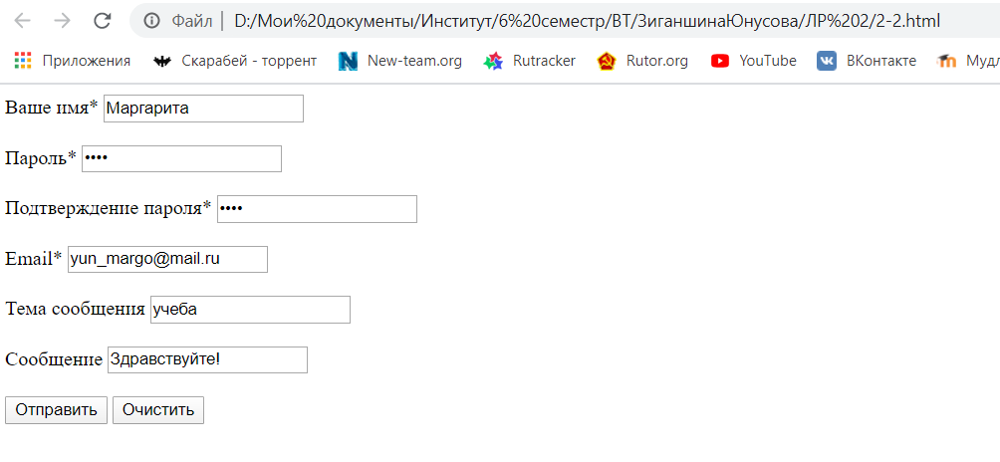 Файл | D:/Мои%20документы/Институт/6%20семестр/ВТ/ЗиганшинаЮнусова/ЛР%202/2-2.html
Приложения Скарабей - торрент New-team.org Rutracker Rutor.org YouTube ВКонтакте Мудл
Ваше имя* Маргарита
Пароль* ••••
Подтверждение пароля* ••••
Email* yun_margo@mail.ru
Тема сообщения учеба
Сообщение Здравствуйте!
Отправить Очистить